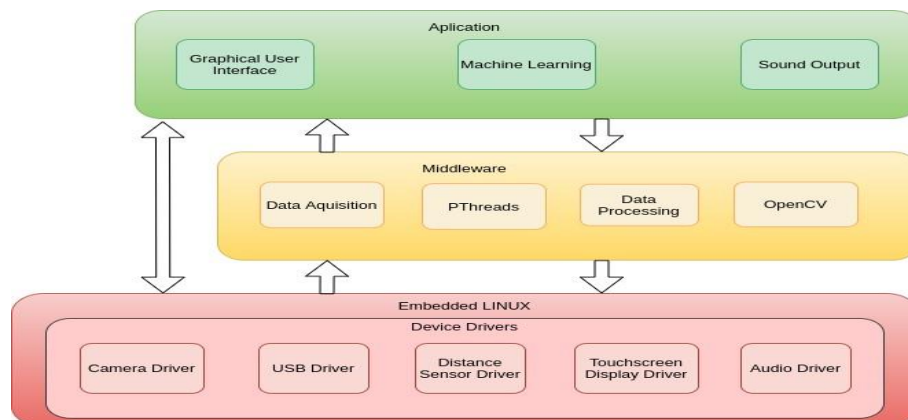 Aplication
Graphical User
Interface
Machine Learning
Sound Output
Middleware
Data Aquisition
PThreads
Data
Processing
OpenCV
Embedded LINUX
Device Drivers
Camera Driver
USB Driver
Distance
Sensor Driver
Touchscreen
Display Driver
Audio Driver